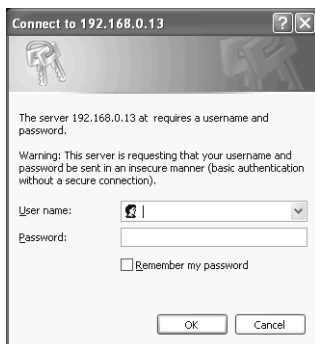 Connect to 192.168.0.13
The server 192.168.0.13 at requires a username and
password.
Warning: This server is requesting that your username and
password be sent in an insecure manner (basic authentication
without a secure connection).
User name:
Password:
Remember my password
OK Cancel